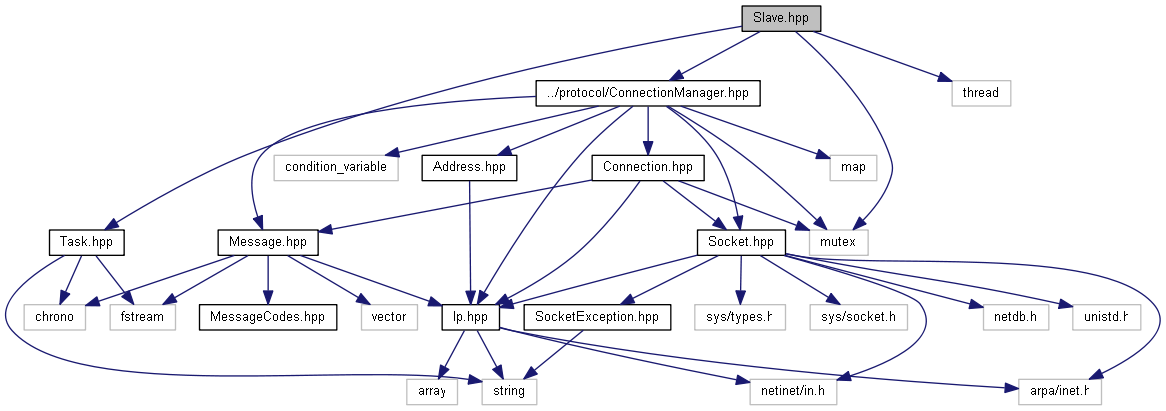 Slave.hpp
../protocol/ConnectionManager.hpp
thread
condition_variable
Address.hpp
Connection.hpp
map
Task.hpp
Message.hpp
Socket.hpp
mutex
chrono
fstream
MessageCodes.hpp
vector
Ip.hpp
SocketException.hpp
sys/types.h
sys/socket.h
netdb.h
unistd.h
array
string
netinet/in.h
arpa/inet.h